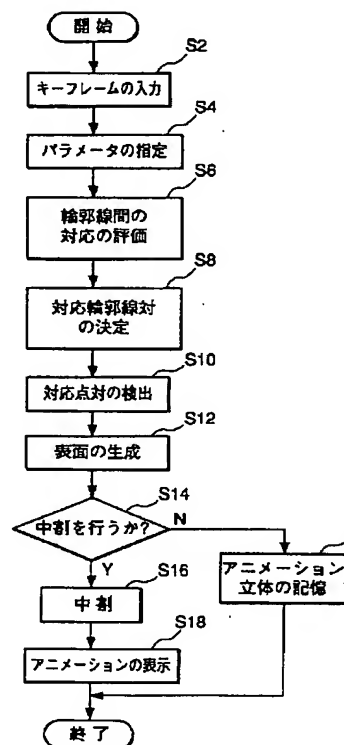 開始
S2
キーフレームの入力
S4
パラメータの指定
S6
輪郭線間の
対応の評価
S8
対応輪郭線対
の決定
S10
対応点対の検出
S12
表面の生成
S14
中割を行うか?
N
Y
S16
中割
アニメーション
立体の記憶
S18
アニメーションの表示
終了